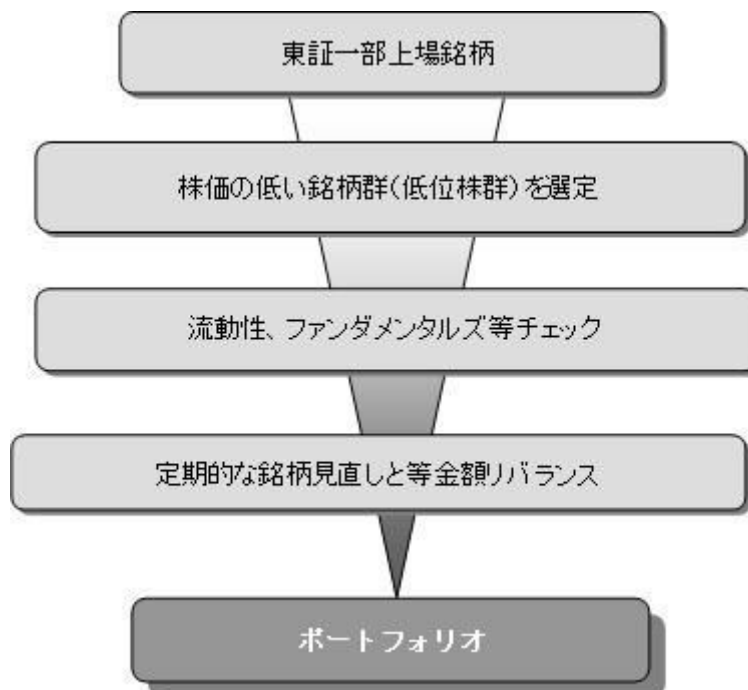 東証一部上場銘柄
株価の低い銘柄群(低位株群)を選定
流動性、ファンダメンタルズ等チェック
定期的な銘柄見直しと等金額リバランス
ポートフォリオ